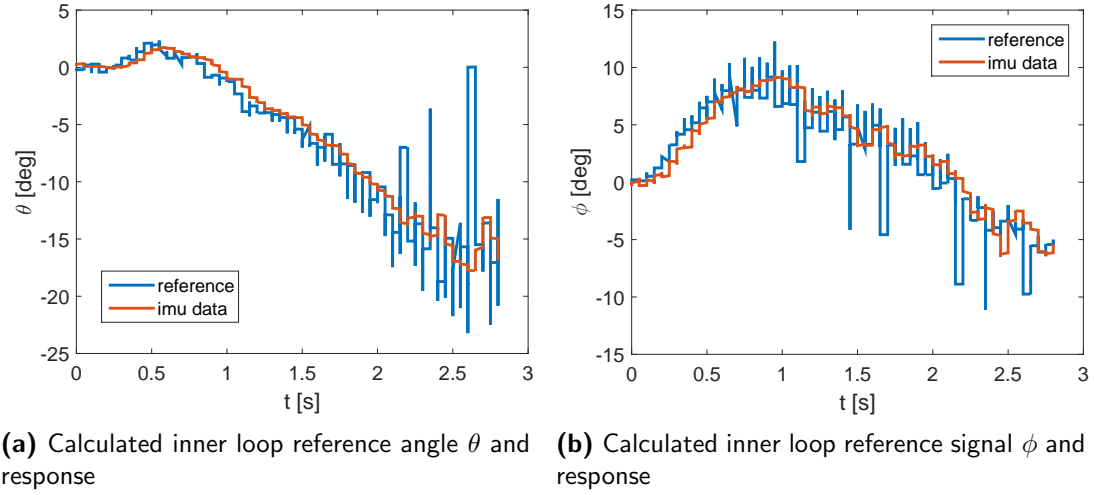 5
0
-5
-10
-15
-20
-25
θ [deg]
reference
imu data
0 0.5 1 1.5 2 2.5 3
t [s]
15
10
5
0
-5
-10
-15
ϕ [deg]
reference
imu data
0 0.5 1 1.5 2 2.5 3
t [s]
(a) Calculated inner loop reference angle θ and
response
(b) Calculated inner loop reference signal ϕ and
response